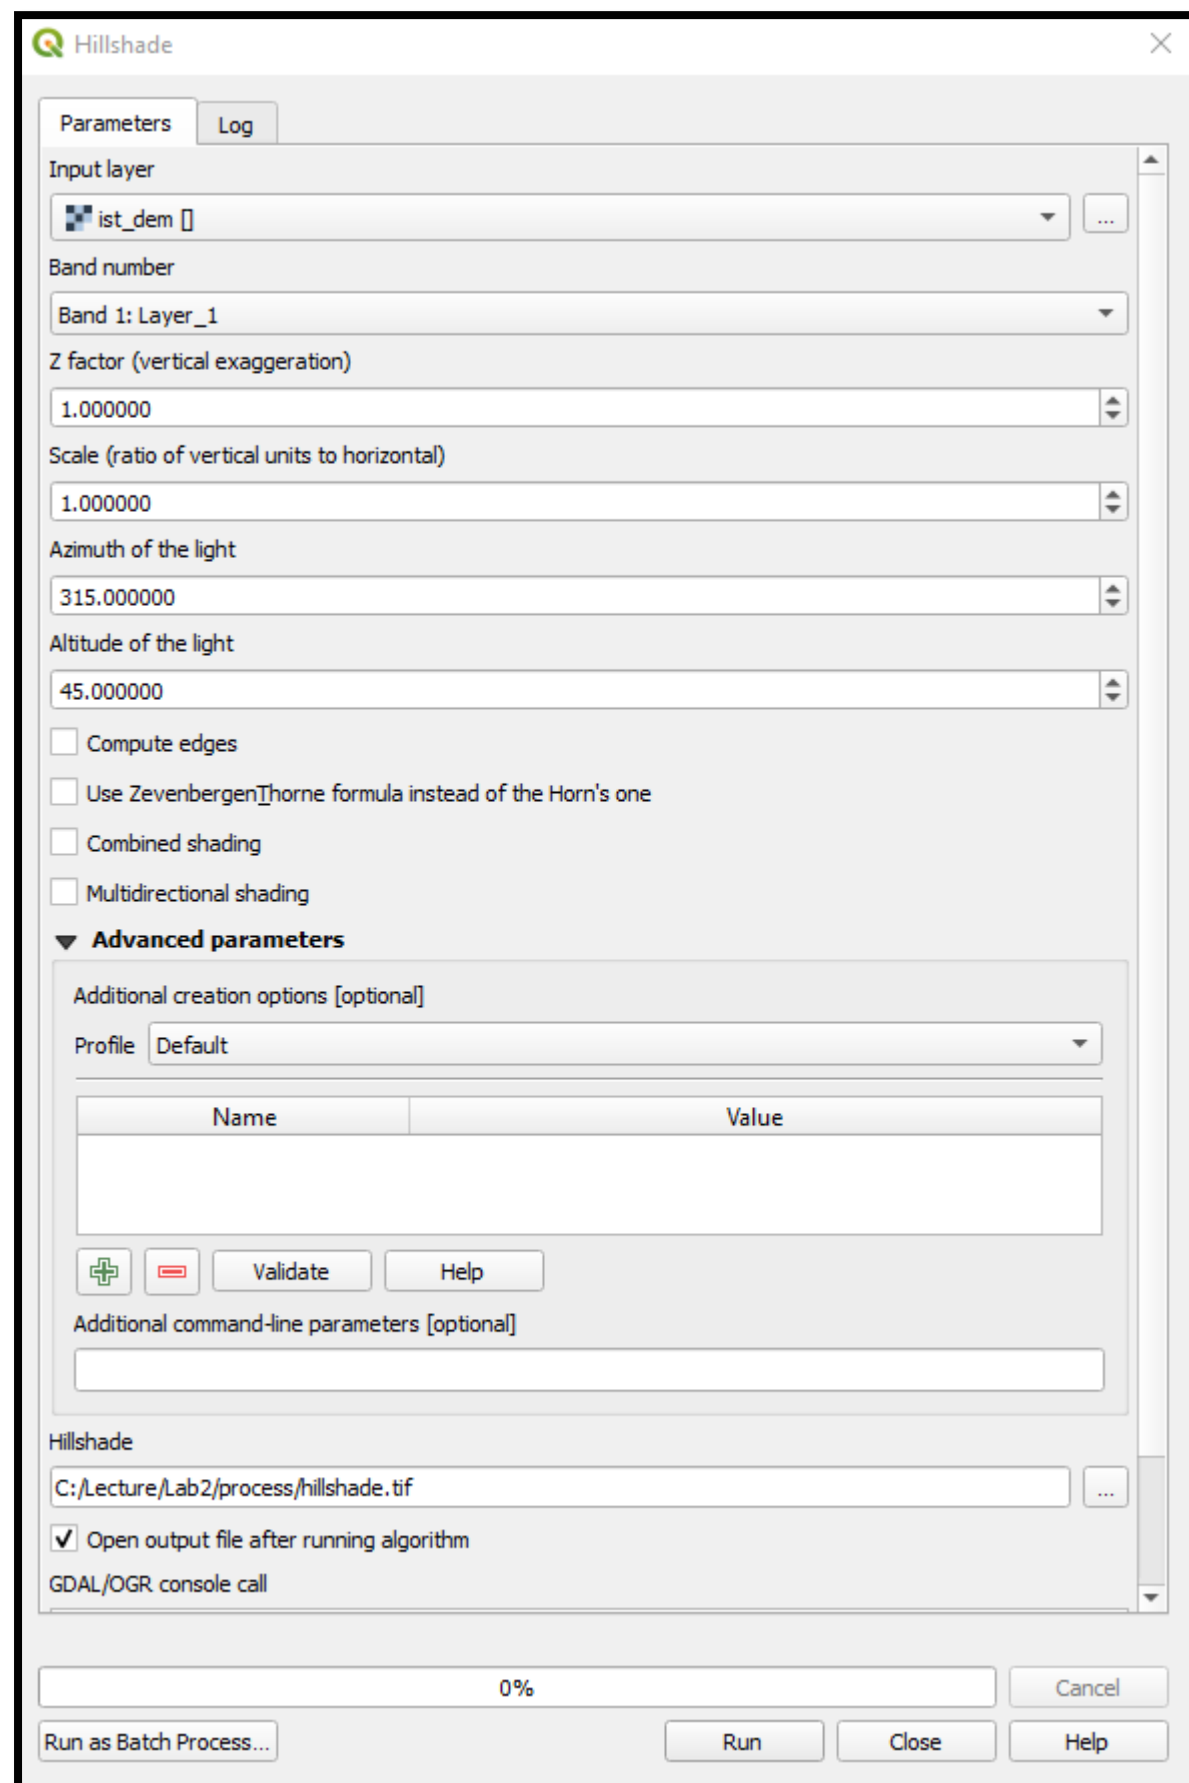 Hillshade
Parameters
Log
Input layer
ist_dem []
...
Band number
Band 1: Layer_1
Z factor (vertical exaggeration)
1.000000
Scale (ratio of vertical units to horizontal)
1.000000
Azimuth of the light
315.000000
Altitude of the light
45.000000
Compute edges
Use ZevenbergenThorne formula instead of the Horn's one
Combined shading
Multidirectional shading
Advanced parameters
Additional creation options [optional]
Profile Default
Name Value
Validate Help
Additional command-line parameters [optional]
Hillshade
C:/Lecture/Lab2/process/hillshade.tif
...
Open output file after running algorithm
GDAL/OGR console call
0% Cancel
Run as Batch Process... Run Close Help